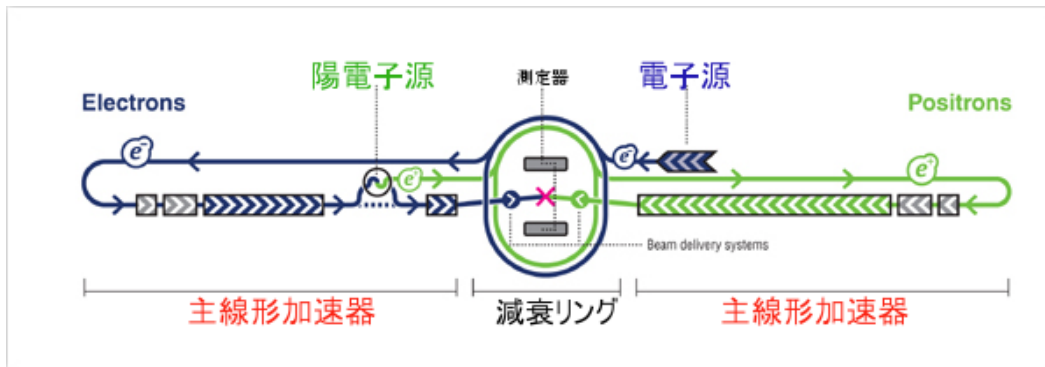 陽電子源
測定器
電子源
Electrons
Positrons
e⁻
e⁻
e⁺
e⁺
Beam delivery systems
主線形加速器
減衰リング
主線形加速器